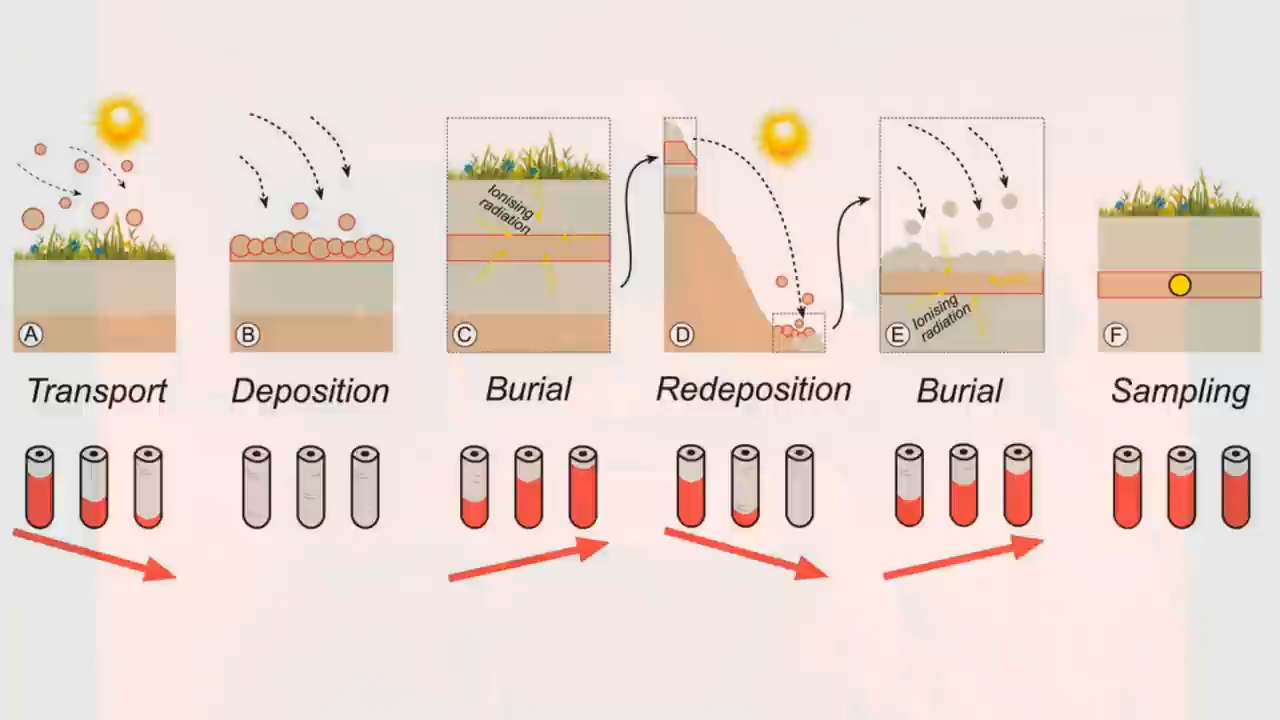 Ionising
radiation
Ionising
radiation
A
B
C
D
E
F
Transport
Deposition
Burial
Redeposition
Burial
Sampling